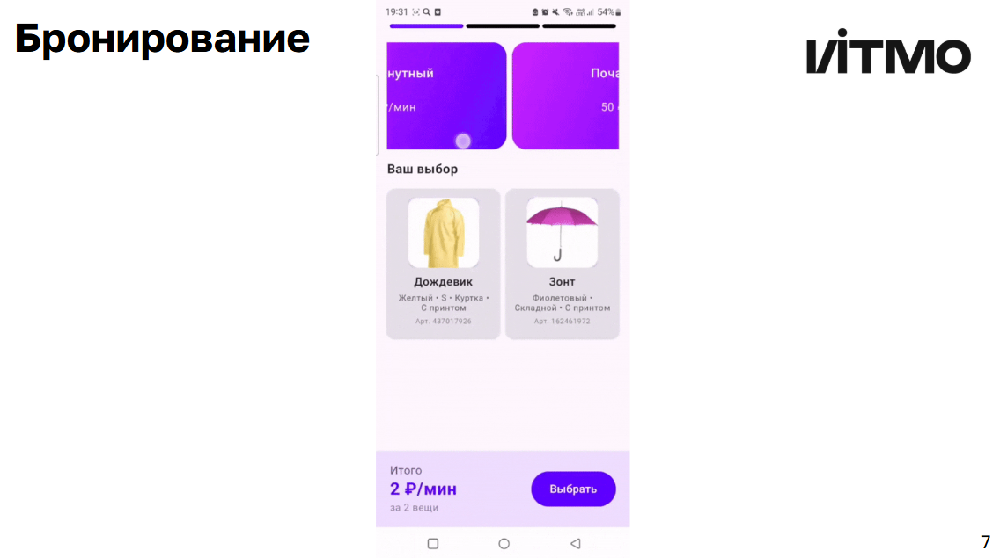 Бронирование
ИTMO
19:31
54%
нутный
/мин
Поча
50
Ваш выбор
Дождевик
Желтый • S • Куртка •
С принтом
Арт. 437017926
Зонт
Фиолетовый •
Складной • С принтом
Арт. 162461972
Итого
2 ₽/мин
за 2 вещи
Выбрать
7